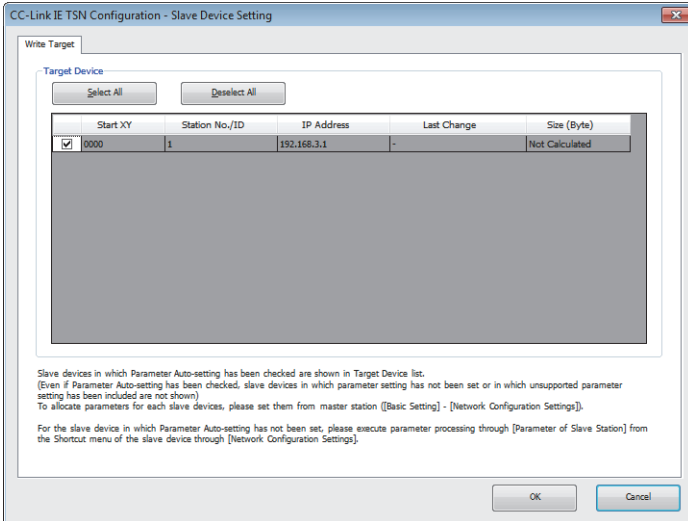 CC-Link IE TSN Configuration - Slave Device Setting
Write Target
Target Device
Select All Deselect All
Start XY Station No./ID IP Address Last Change Size (Byte)
0000 1 192.168.3.1 - Not Calculated
Slave devices in which Parameter Auto-setting has been checked are shown in Target Device list.
(Even if Parameter Auto-setting has been checked, slave devices in which parameter setting has not been set or in which unsupported parameter
setting has been included are not shown)
To allocate parameters for each slave devices, please set them from master station ([Basic Setting] - [Network Configuration Settings]).
For the slave device in which Parameter Auto-setting has not been set, please execute parameter processing through [Parameter of Slave Station] from
the Shortcut menu of the slave device through [Network Configuration Settings].
OK Cancel